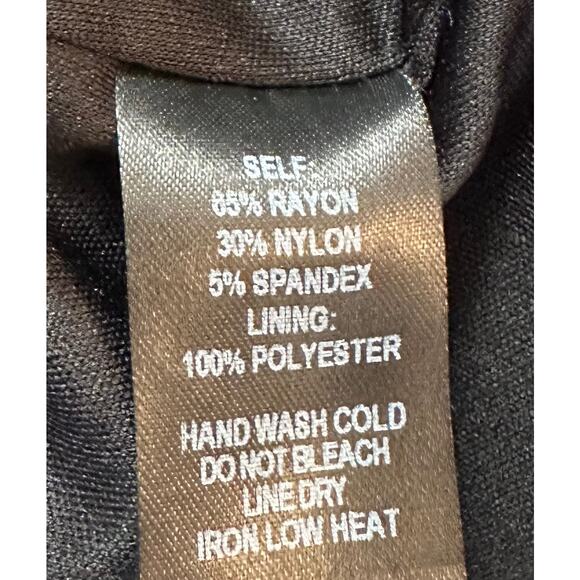 SELF:
65% RAYON
30% NYLON
5% SPANDEX
LINING:
100% POLYESTER
HAND WASH COLD
DO NOT BLEACH
LINE DRY
IRON LOW HEAT